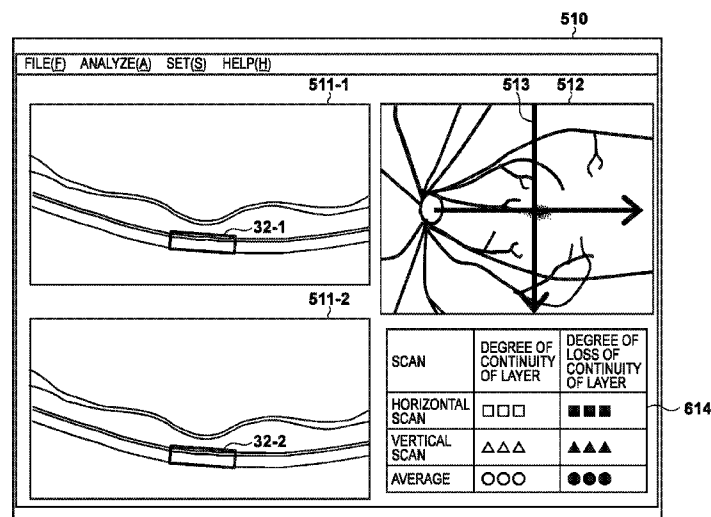 510
FILE(F) ANALYZE(A) SET(S) HELP(H)
511-1
513 512
32-1
511-2
32-2
SCAN
DEGREE OF CONTINUITY OF LAYER
DEGREE OF LOSS OF CONTINUITY OF LAYER
HORIZONTAL SCAN □□□ ■■■
VERTICAL SCAN △△△ ▲▲▲
AVERAGE ○○○ ●●●
614